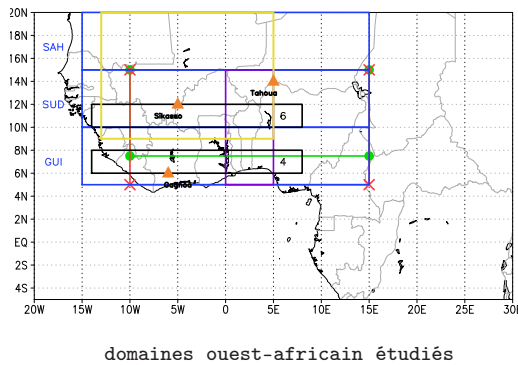 20N
18N
SAH
16N
14N
Tahoua
12N
SUD
Sikasso
6
10N
8N
GUI
4
6N
Gagnoa
4N
2N
EQ
2S
4S
20W 15W 10W 5W 0 5E 10E 15E 20E 25E 30E
domaines ouest-africain étudiés